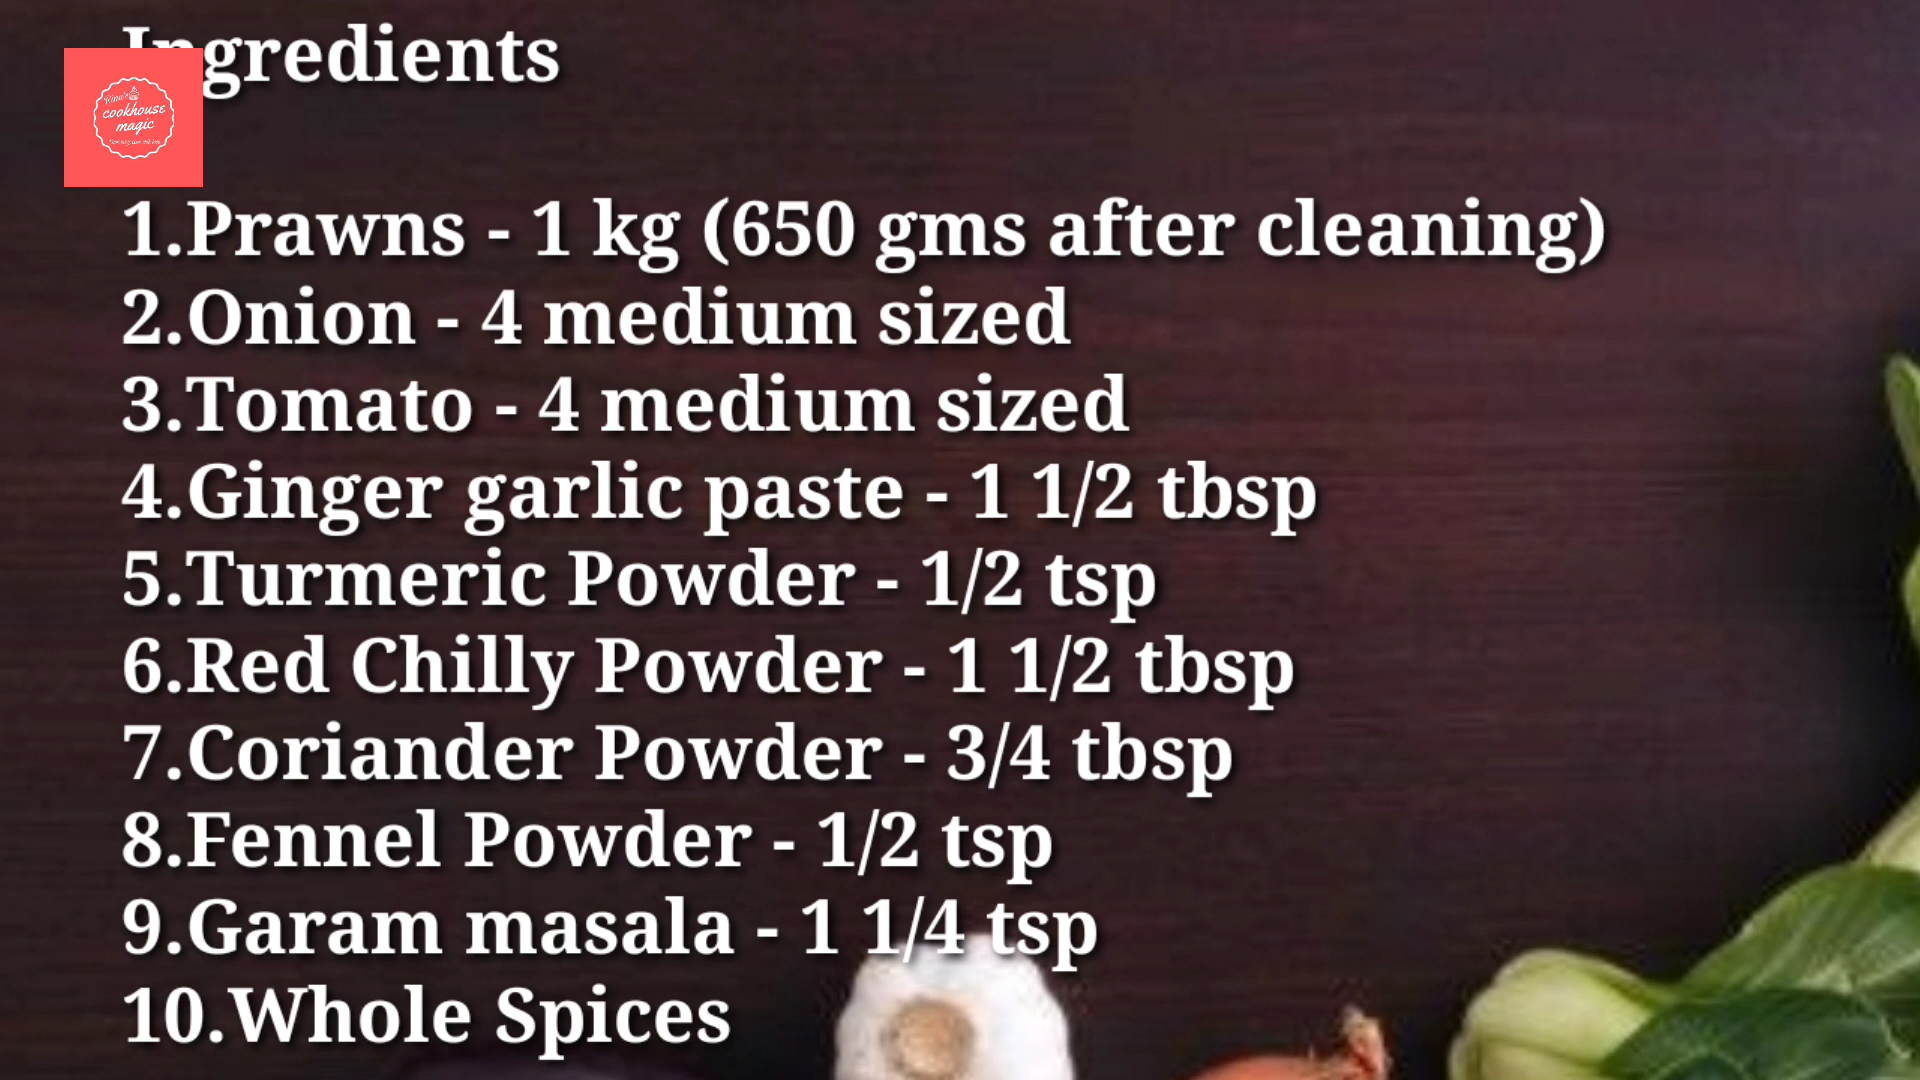 Ingredients
cookhouse
magic
1.Prawns - 1 kg (650 gms after cleaning)
2.Onion - 4 medium sized
3.Tomato - 4 medium sized
4.Ginger garlic paste - 1 1/2 tbsp
5.Turmeric Powder - 1/2 tsp
6.Red Chilly Powder - 1 1/2 tbsp
7.Coriander Powder - 3/4 tbsp
8.Fennel Powder - 1/2 tsp
9.Garam masala - 1 1/4 tsp
10.Whole Spices